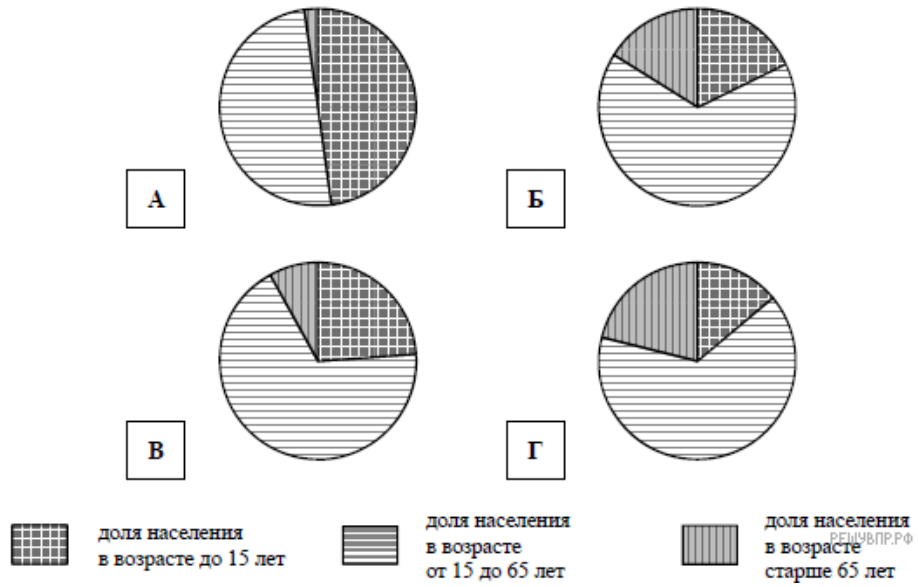 А
Б
В
Г
доля населения
в возрасте до 15 лет
доля населения
в возрасте
от 15 до 65 лет
доля населения
в возрасте
старше 65 лет
РЕШУВПР.РФ